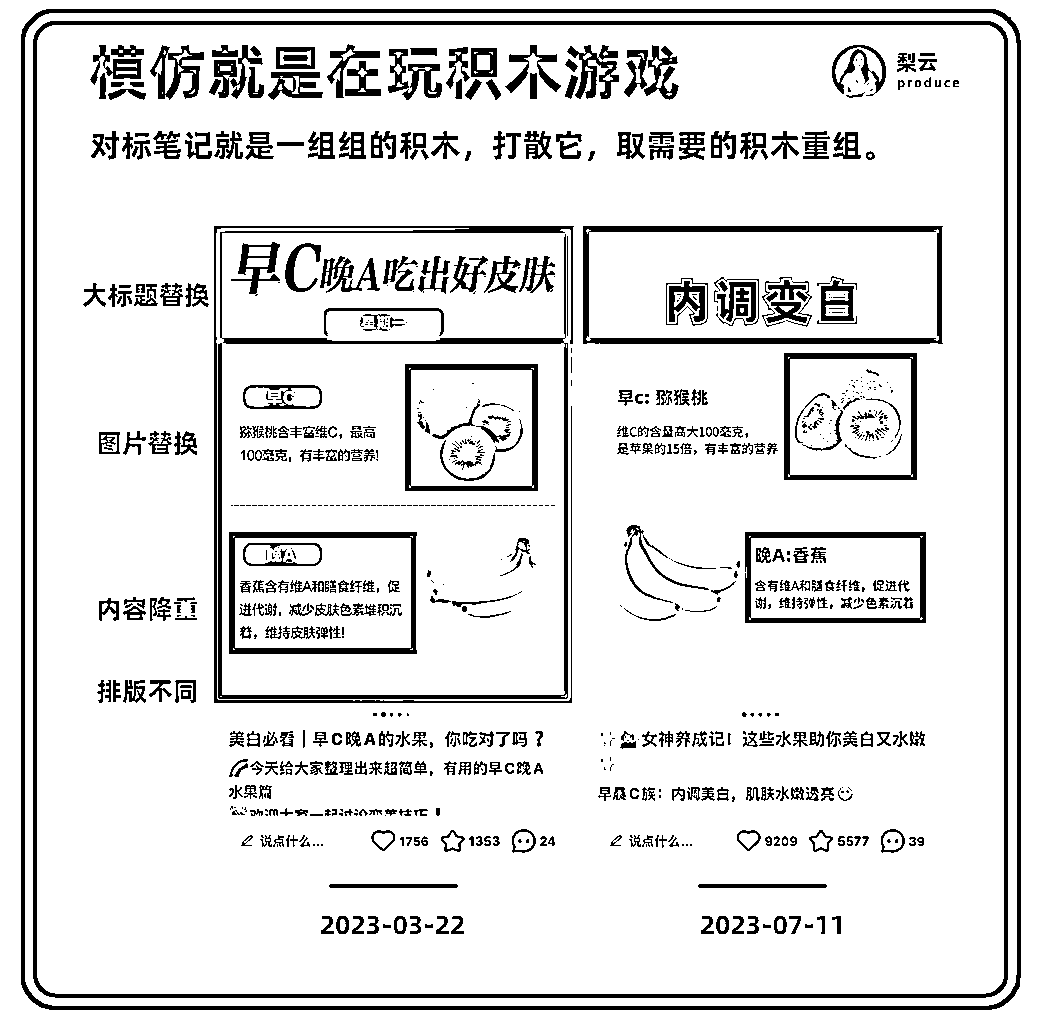 模仿就是在玩积木游戏
梨云
produce
对标笔记就是一组组的积木，打散它，取需要的积木重组。
大标题替换
早C晚A吃出好皮肤
星期一
内调变白
图片替换
早C
猕猴桃含丰富维C，最高
100毫克，有丰富的营养!
早c: 猕猴桃
维C的含量高大100毫克，
是苹果的15倍，有丰富的营养
内容降重
晚A
香蕉含有维A和膳食纤维，促
进代谢，减少皮肤色素堆积沉
着，维持皮肤弹性!
晚A:香蕉
含有维A和膳食纤维，促进代
谢，维持弹性，减少色素沉着
排版不同
美白必看｜早C晚A的水果，你吃对了吗？
今天给大家整理出来超简单，有用的早C晚A
水果篇
女神养成记！这些水果助你美白又水嫩
早晨C族：内调美白，肌肤水嫩透亮
说点什么... 1756 1353 24
说点什么... 9209 5577 39
2023-03-22
2023-07-11